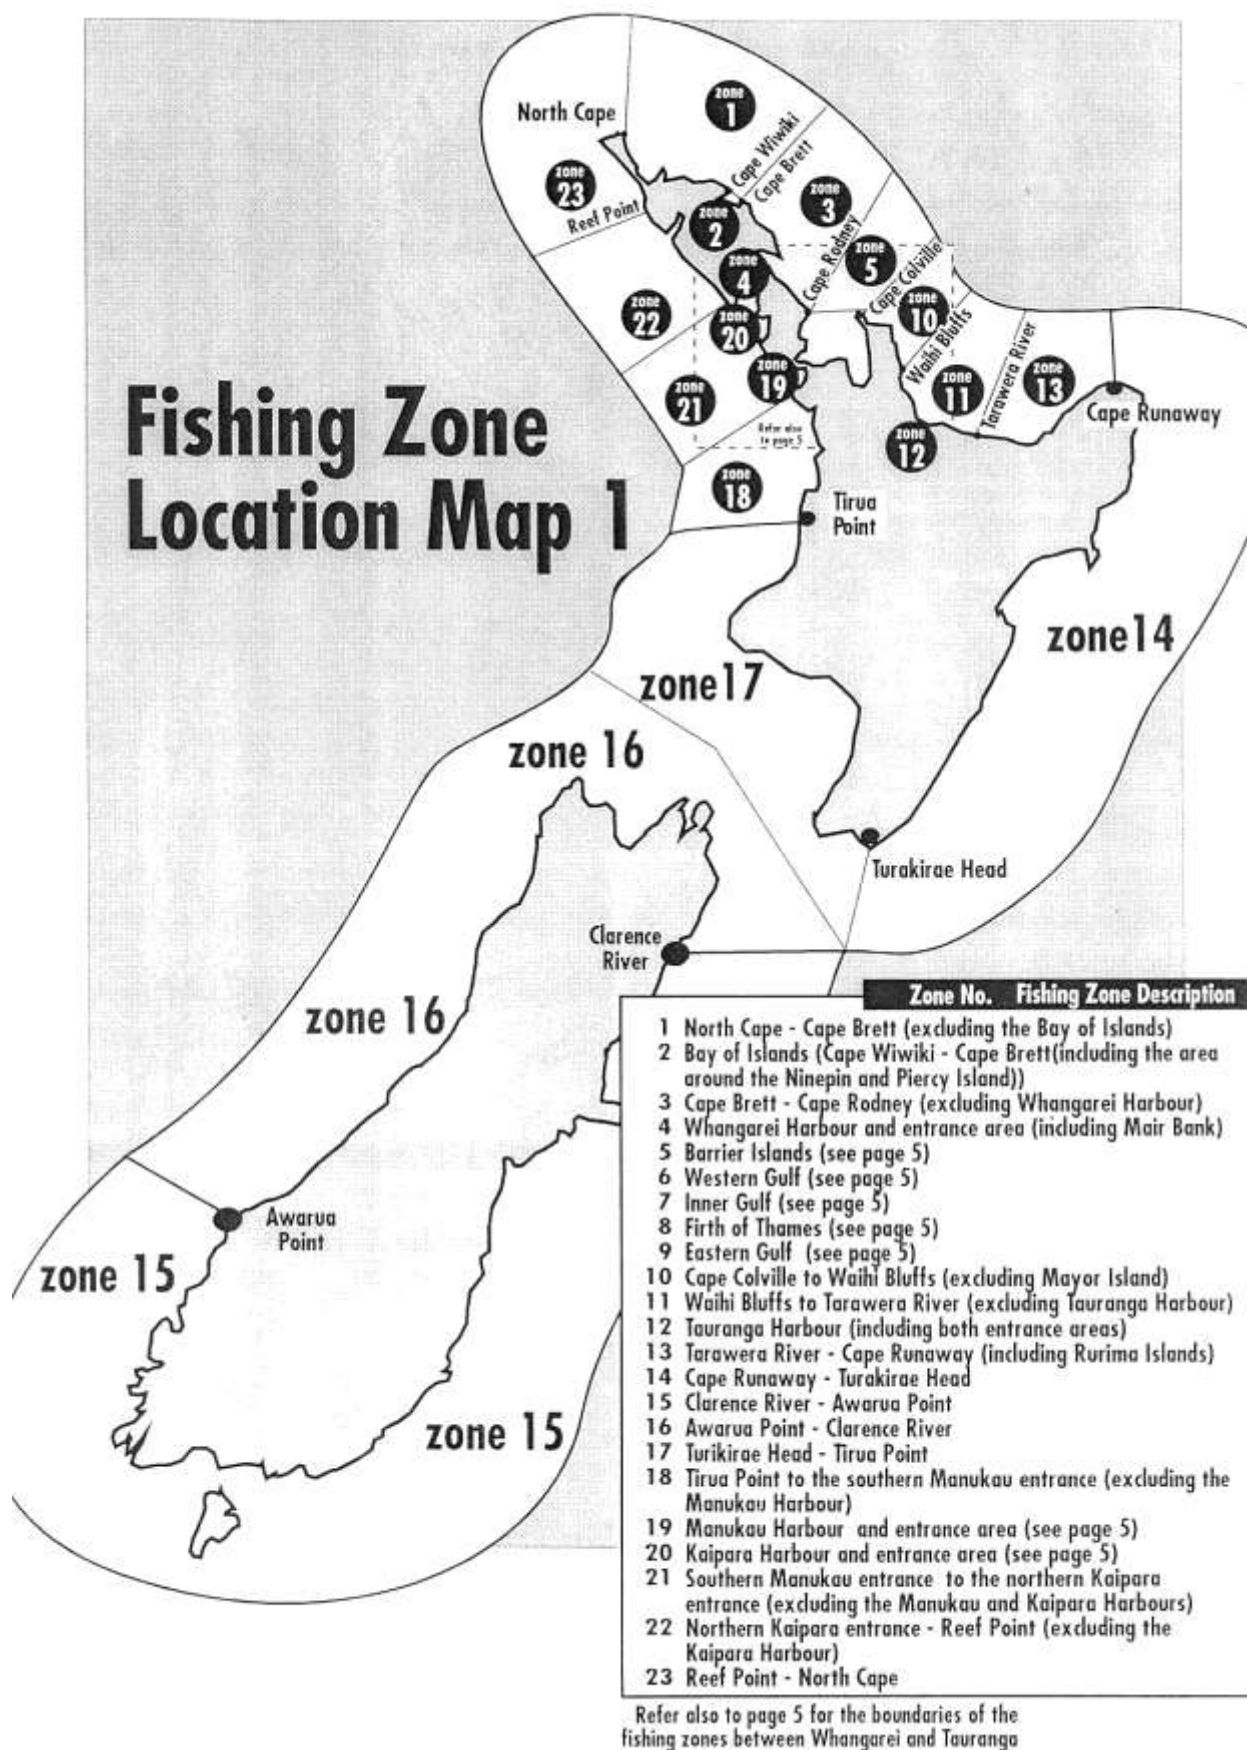 Fishing Zone
Location Map 1
North Cape
zone
1
Cape Wiwiki
Cape Brett
zone
23
Reef Point
zone
2
zone
3
Cape Rodney
zone
4
zone
5
Cape Colville
zone
22
zone
20
zone
10
Waihi Bluffs
zone
21
zone
19
zone
11
Tarawera River
zone
13
Cape Runaway
Refer also
to page 5
zone
12
zone
18
Tirua
Point
zone14
zone17
zone 16
Turakirae Head
Clarence
River
zone 16
Awarua
Point
zone 15
zone 15
Zone No. Fishing Zone Description
1 North Cape - Cape Brett (excluding the Bay of Islands)
2 Bay of Islands (Cape Wiwiki - Cape Brett(including the area
around the Ninepin and Piercy Island))
3 Cape Brett - Cape Rodney (excluding Whangarei Harbour)
4 Whangarei Harbour and entrance area (including Mair Bank)
5 Barrier Islands (see page 5)
6 Western Gulf (see page 5)
7 Inner Gulf (see page 5)
8 Firth of Thames (see page 5)
9 Eastern Gulf (see page 5)
10 Cape Colville to Waihi Bluffs (excluding Mayor Island)
11 Waihi Bluffs to Tarawera River (excluding Tauranga Harbour)
12 Tauranga Harbour (including both entrance areas)
13 Tarawera River - Cape Runaway (including Rurima Islands)
14 Cape Runaway - Turakirae Head
15 Clarence River - Awarua Point
16 Awarua Point - Clarence River
17 Turikirae Head - Tirua Point
18 Tirua Point to the southern Manukau entrance (excluding the
Manukau Harbour)
19 Manukau Harbour and entrance area (see page 5)
20 Kaipara Harbour and entrance area (see page 5)
21 Southern Manukau entrance to the northern Kaipara
entrance (excluding the Manukau and Kaipara Harbours)
22 Northern Kaipara entrance - Reef Point (excluding the
Kaipara Harbour)
23 Reef Point - North Cape
Refer also to page 5 for the boundaries of the
fishing zones between Whangarei and Tauranga